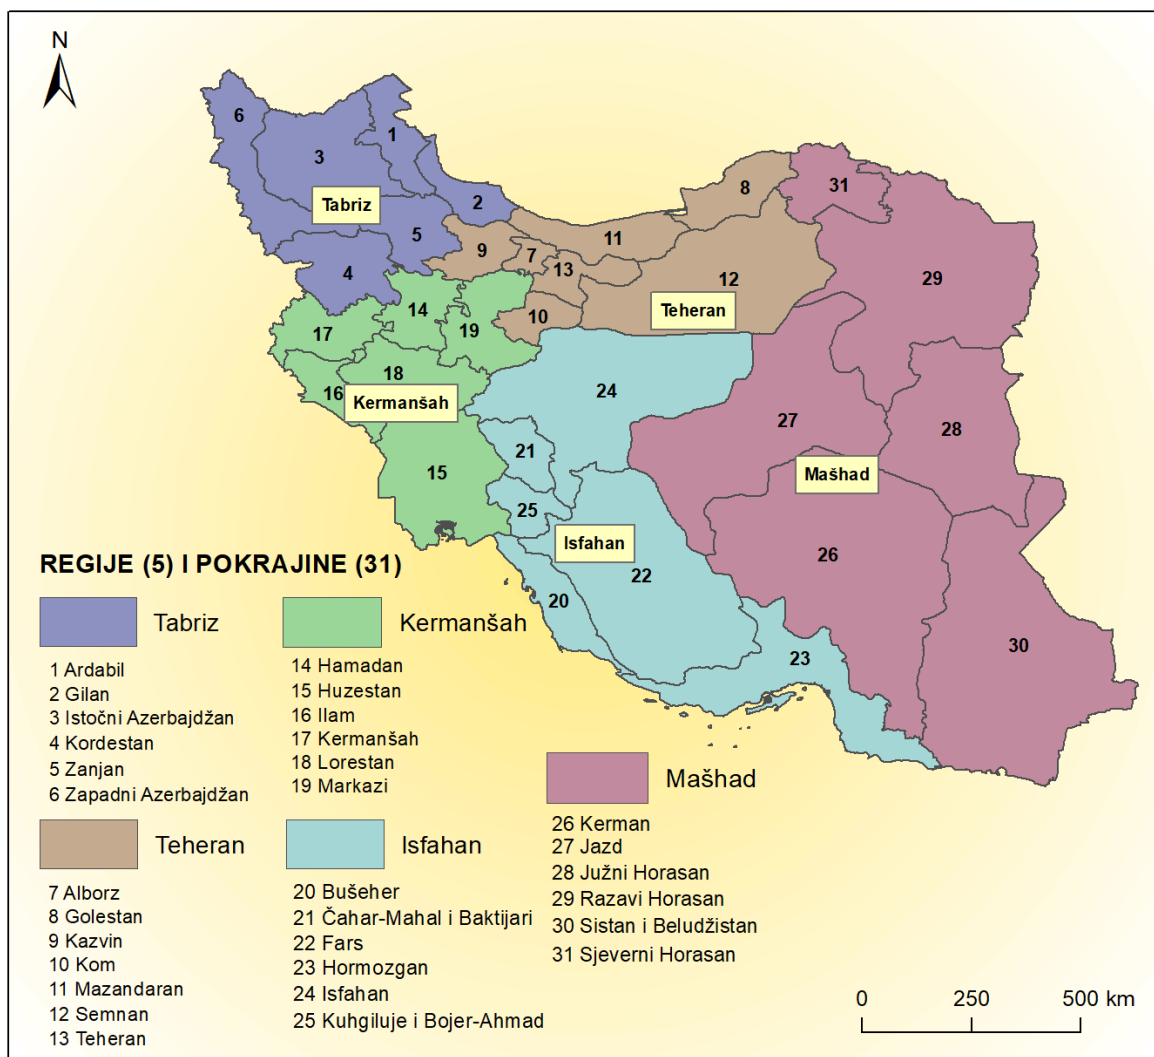 N
6
1
3
31
8
2
Tabriz
5
11
9
7
13
29
4
12
14
10
Teheran
17
19
18
24
16
Kermanšah
27
28
21
15
Mašhad
25
Isfahan
26
22
20
30
23
REGIJE (5) I POKRAJINE (31)
Tabriz
1 Ardabil
2 Gilan
3 Istočni Azerbajdžan
4 Kordestan
5 Zanjan
6 Zapadni Azerbajdžan
Kermanšah
14 Hamadan
15 Huzestan
16 Ilam
17 Kermanšah
18 Lorestan
19 Markazi
Teheran
7 Alborz
8 Golestan
9 Kazvin
10 Kom
11 Mazandaran
12 Semnan
13 Teheran
Isfahan
20 Bušeher
21 Čahar-Mahal i Baktijari
22 Fars
23 Hormozgan
24 Isfahan
25 Kuhgiluje i Bojer-Ahmad
Mašhad
26 Kerman
27 Jazd
28 Južni Horasan
29 Razavi Horasan
30 Sistan i Beludžistan
31 Sjeverni Horasan
0 250 500 km